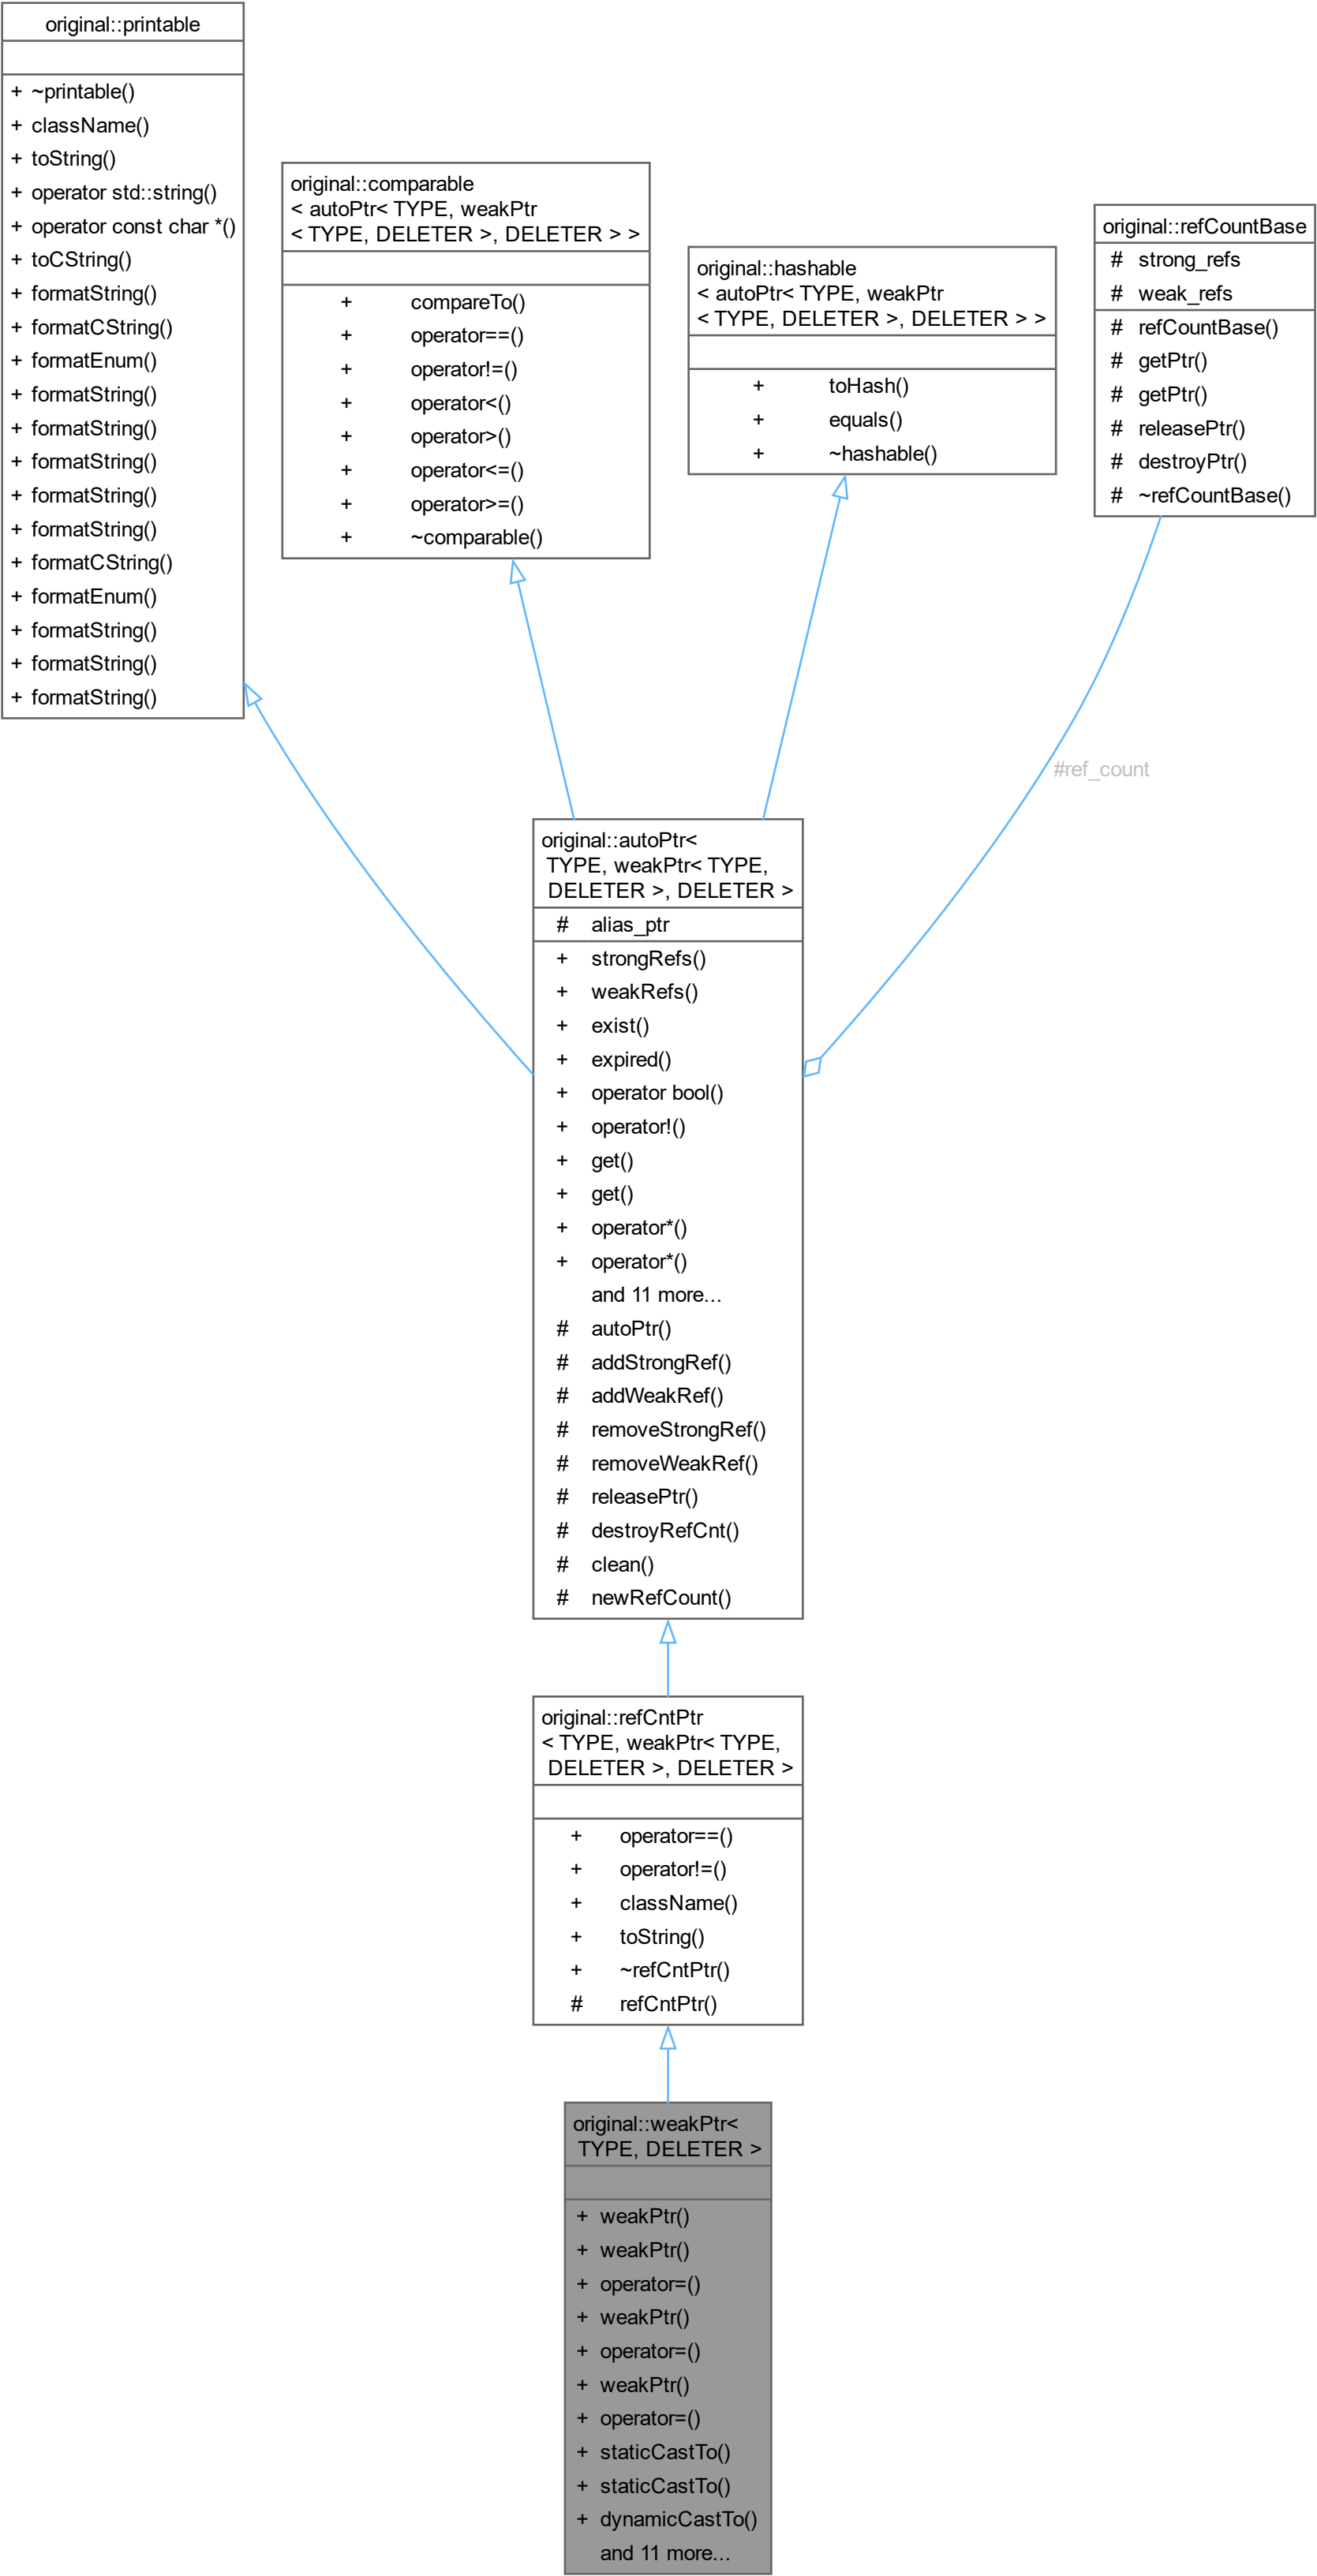 original::printable
+ ~printable()
+ className()
+ toString()
+ operator std::string()
+ operator const char *()
+ toCString()
+ formatString()
+ formatCString()
+ formatEnum()
+ formatString()
+ formatString()
+ formatString()
+ formatString()
+ formatString()
+ formatCString()
+ formatEnum()
+ formatString()
+ formatString()
+ formatString()
original::comparable
< autoPtr< TYPE, weakPtr
< TYPE, DELETER >, DELETER > >
+ compareTo()
+ operator==()
+ operator!=()
+ operator<()
+ operator>()
+ operator<=()
+ operator>=()
+ ~comparable()
original::hashable
< autoPtr< TYPE, weakPtr
< TYPE, DELETER >, DELETER > >
+ toHash()
+ equals()
+ ~hashable()
original::refCountBase
# strong_refs
# weak_refs
# refCountBase()
# getPtr()
# getPtr()
# releasePtr()
# destroyPtr()
# ~refCountBase()
#ref_count
original::autoPtr<
TYPE, weakPtr< TYPE,
DELETER >, DELETER >
# alias_ptr
+ strongRefs()
+ weakRefs()
+ exist()
+ expired()
+ operator bool()
+ operator!()
+ get()
+ get()
+ operator*()
+ operator*()
and 11 more...
# autoPtr()
# addStrongRef()
# addWeakRef()
# removeStrongRef()
# removeWeakRef()
# releasePtr()
# destroyRefCnt()
# clean()
# newRefCount()
original::refCntPtr
< TYPE, weakPtr< TYPE,
DELETER >, DELETER >
+ operator==()
+ operator!=()
+ className()
+ toString()
+ ~refCntPtr()
# refCntPtr()
original::weakPtr<
TYPE, DELETER >
+ weakPtr()
+ weakPtr()
+ operator=()
+ weakPtr()
+ operator=()
+ weakPtr()
+ operator=()
+ staticCastTo()
+ staticCastTo()
+ dynamicCastTo()
and 11 more...